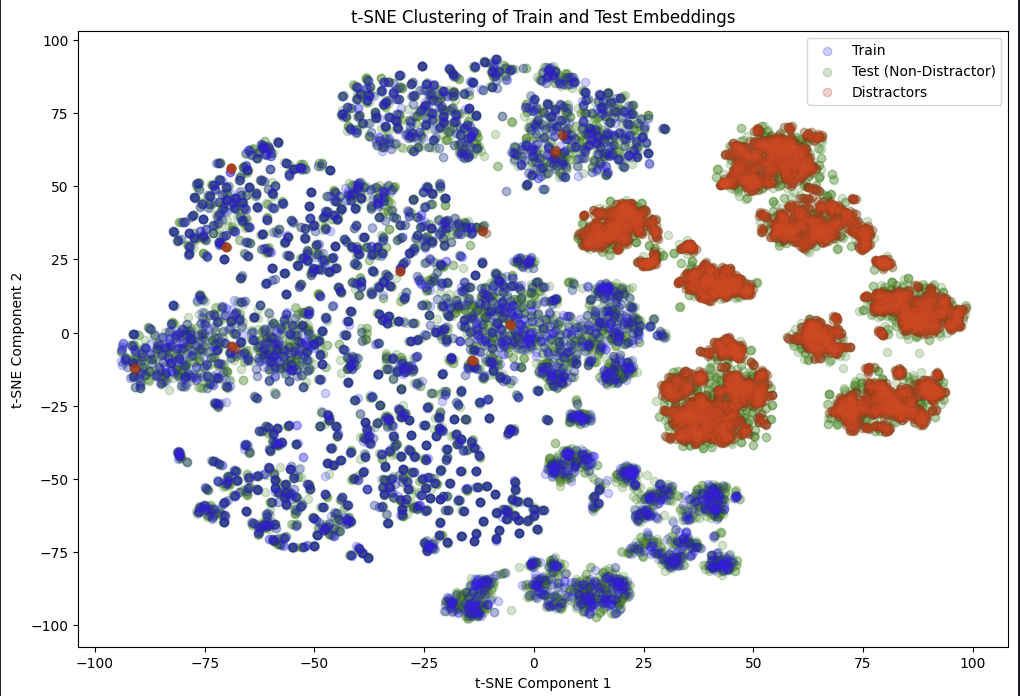 t-SNE Clustering of Train and Test Embeddings
Train
Test (Non-Distractor)
Distractors
100
75
50
25
0
−25
−50
−75
−100
t-SNE Component 2
−100 −75 −50 −25 0 25 50 75 100
t-SNE Component 1